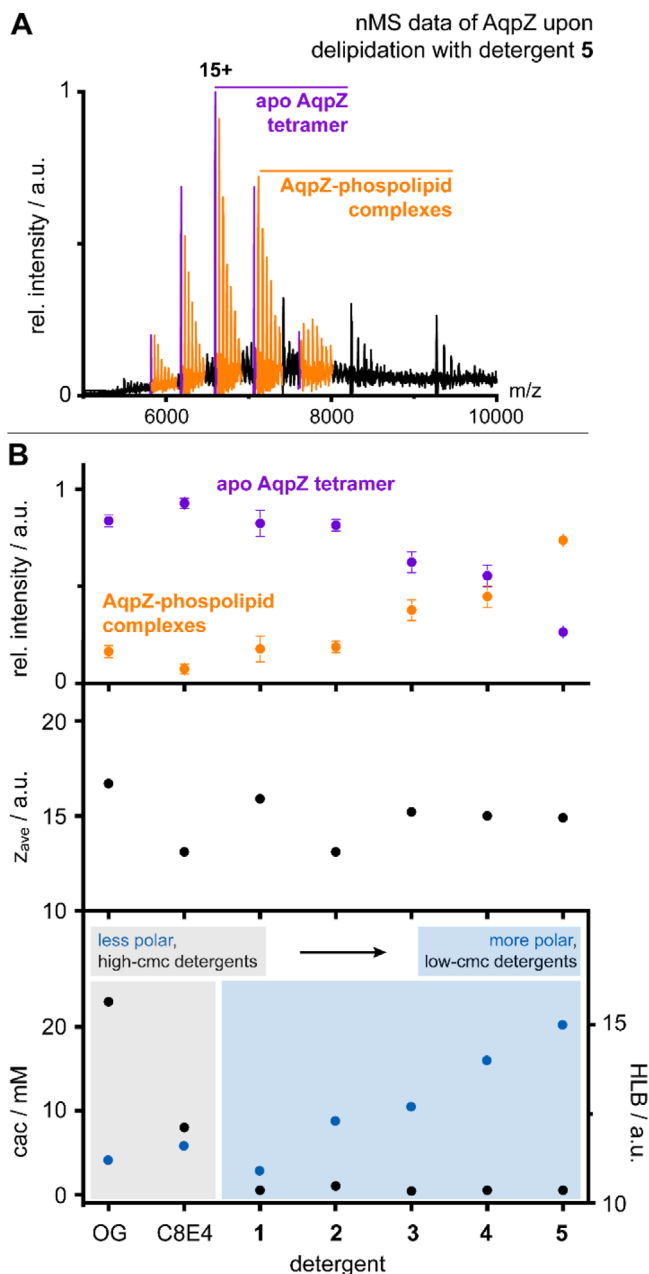 A
nMS data of AqpZ upon
delipidation with detergent 5
15+
apo AqpZ
tetramer
AqpZ-phospolipid
complexes
rel. intensity / a.u.
1
0
m/z
6000
8000
10000
B
apo AqpZ tetramer
AqpZ-phospolipid
complexes
rel. intensity / a.u.
1
0
zave / a.u.
20
15
10
less polar,
high-cmc detergents
more polar,
low-cmc detergents
cac / mM
20
10
0
HLB / a.u.
15
10
OG C8E4 1 2 3 4 5
detergent